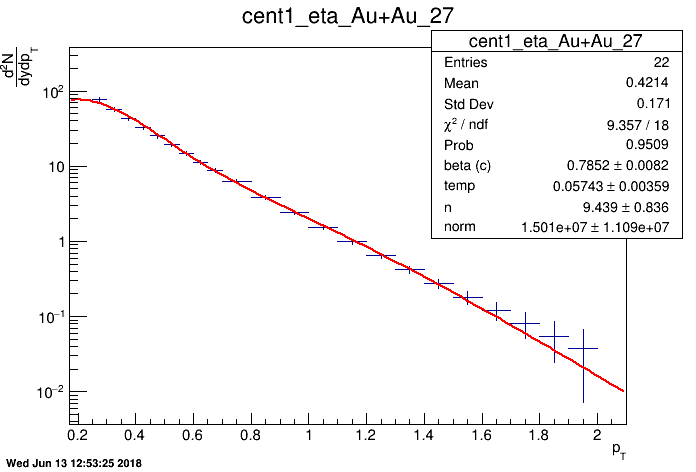 cent1_eta_Au+Au_27
d²N
dydp_T
cent1_eta_Au+Au_27
Entries 22
Mean 0.4214
Std Dev 0.171
χ² / ndf 9.357 / 18
Prob 0.9509
beta (c) 0.7852 ± 0.0082
temp 0.05743 ± 0.00359
n 9.439 ± 0.836
norm 1.501e+07 ± 1.109e+07
10²
10
1
10⁻¹
10⁻²
0.2 0.4 0.6 0.8 1 1.2 1.4 1.6 1.8 2
p_T
Wed Jun 13 12:53:25 2018